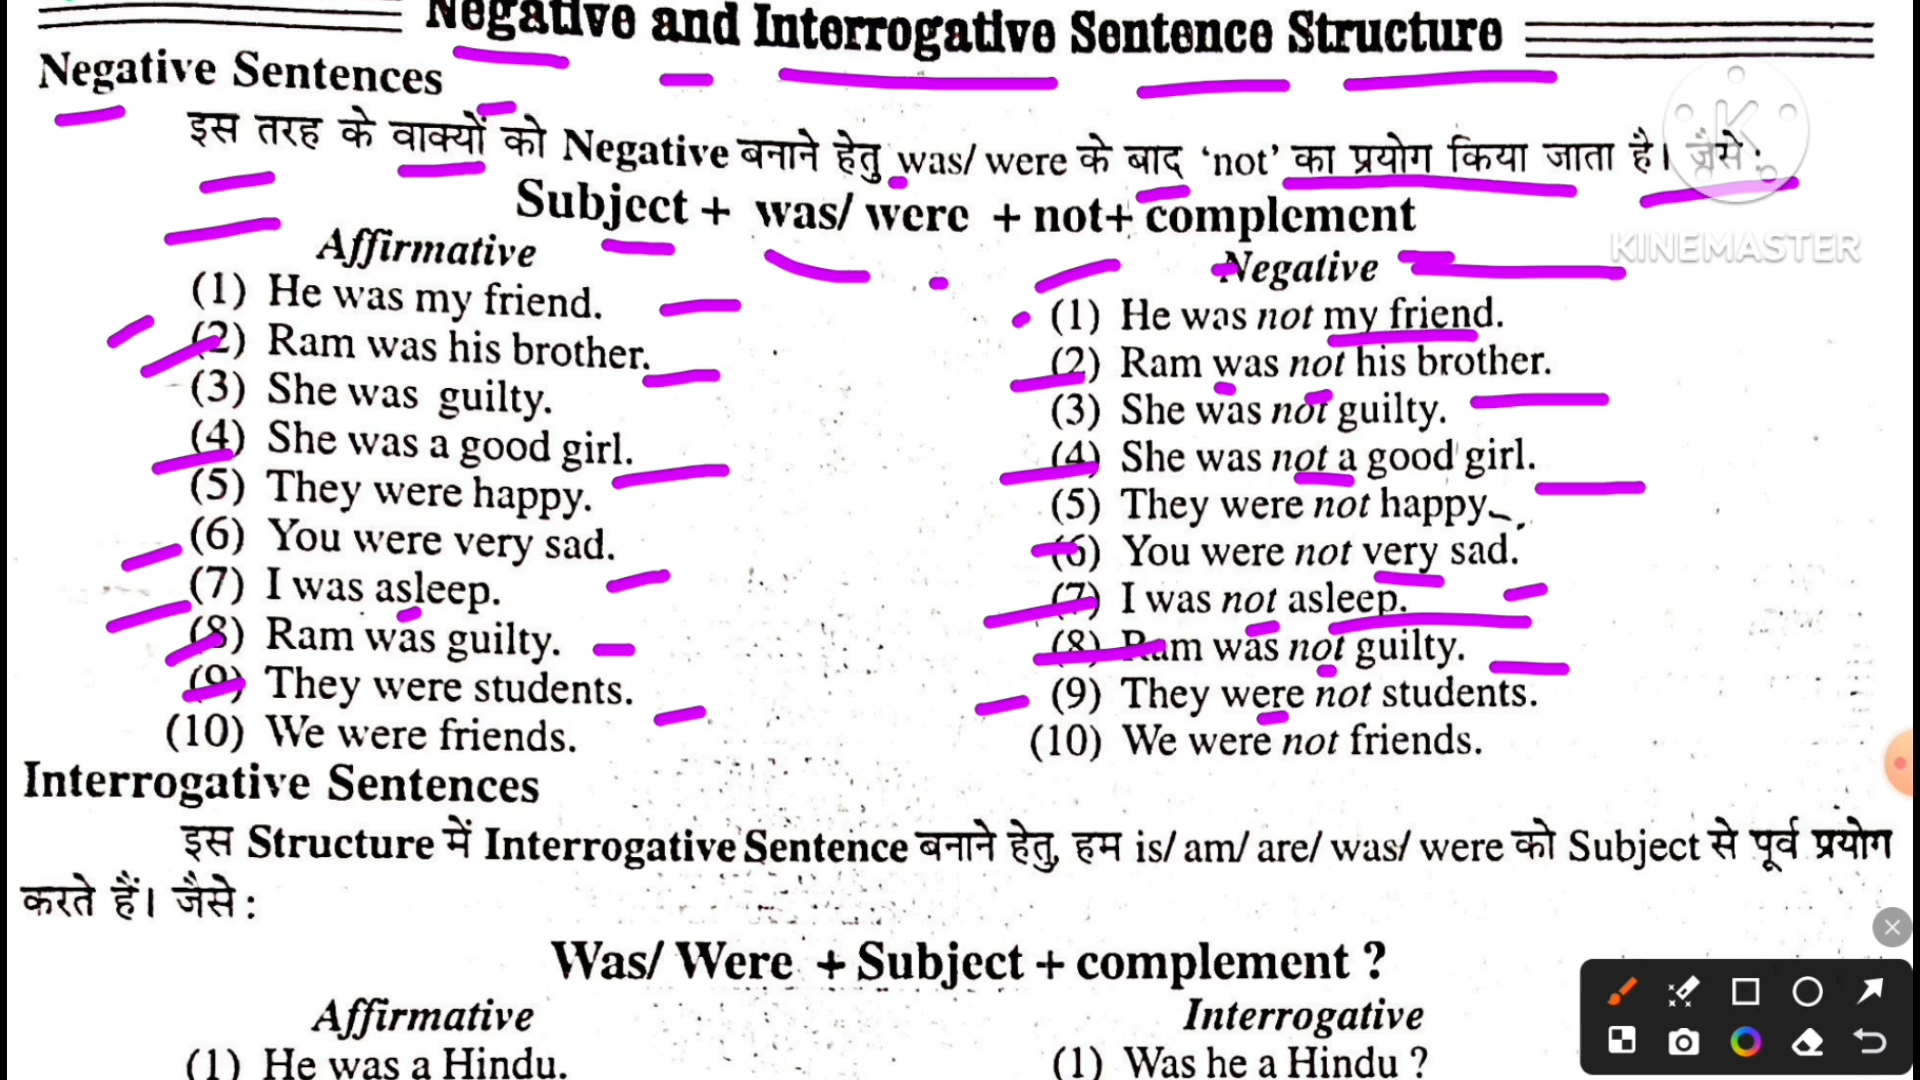 Negative and Interrogative Sentence Structure
Negative Sentences
इस तरह के वाक्यों को Negative बनाने हेतु was/ were के बाद ‘not’ का प्रयोग किया जाता है। जैसे :
KINEMASTER
Subject + was/ were + not+ complement
Affirmative Negative
(1) He was my friend. (1) He was not my friend.
(2) Ram was his brother. (2) Ram was not his brother.
(3) She was guilty. (3) She was not guilty.
(4) She was a good girl. (4) She was not a good girl.
(5) They were happy. (5) They were not happy.
(6) You were very sad. (6) You were not very sad.
(7) I was asleep. (7) I was not asleep.
(8) Ram was guilty. (8) Ram was not guilty.
(9) They were students. (9) They were not students.
(10) We were friends. (10) We were not friends.
Interrogative Sentences
इस Structure में Interrogative Sentence बनाने हेतु, हम is/ am/ are/ was/ were को Subject से पूर्व प्रयोग
करते हैं। जैसे :
Was/ Were + Subject + complement ?
Affirmative Interrogative
(1) He was a Hindu. (1) Was he a Hindu ?